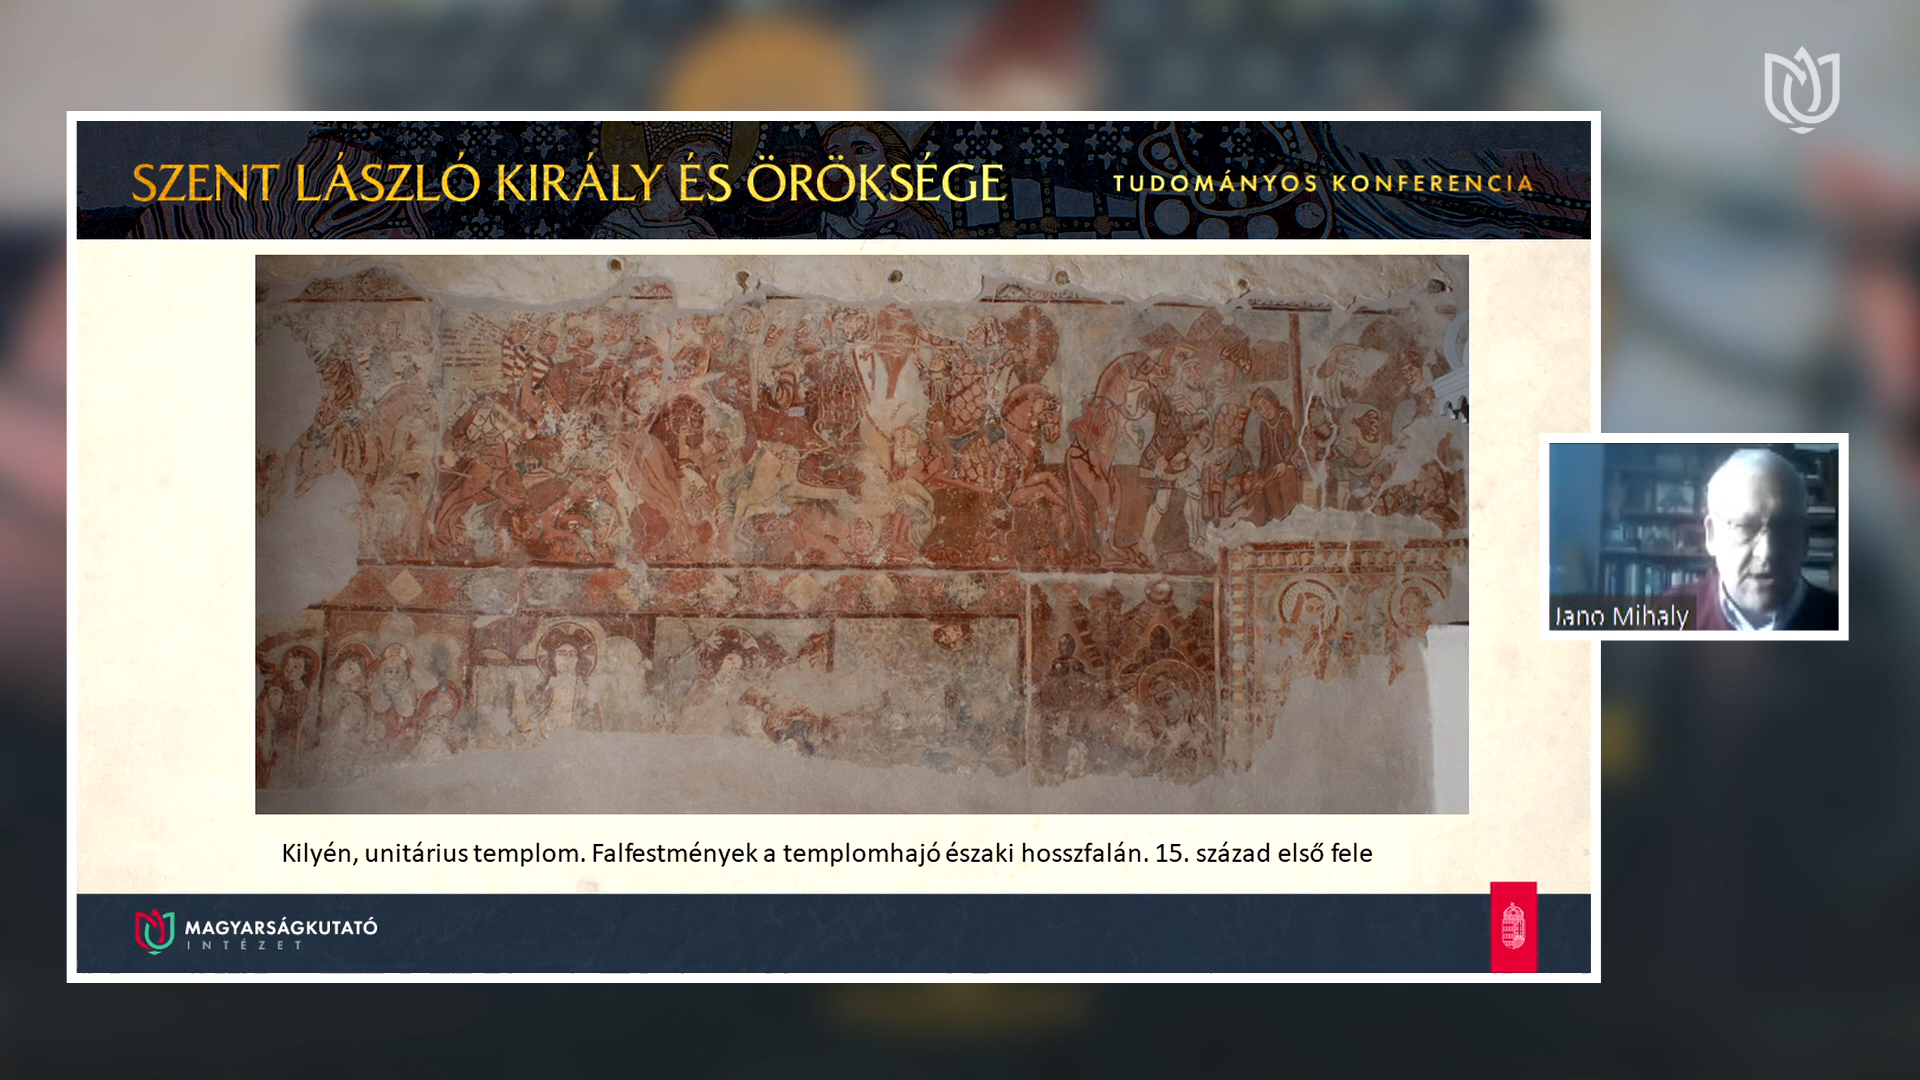 SZENT LÁSZLÓ KIRÁLY ÉS ÖRÖKSÉGE
TUDOMÁNYOS KONFERENCIA
Jano Mihaly
Kilyén, unitárius templom. Falfestmények a templomhajó északi hosszfalán. 15. század első fele
MAGYARSÁGKUTATÓ
INTÉZET